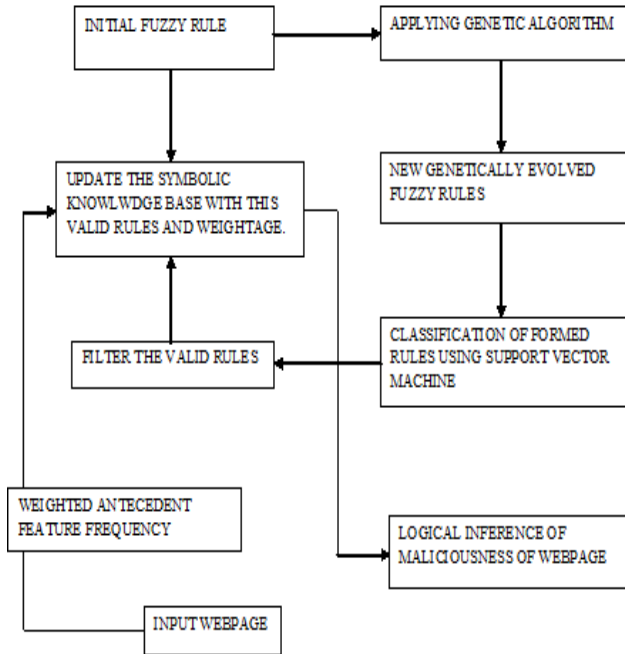 INITIAL FUZZY RULE
APPLYING GENETIC ALGORITHM
UPDATE THE SYMBOLIC
KNOWLWDGE BASE WITH THIS
VALID RULES AND WEIGHTAGE.
NEW GENETICALLY EVOLVED
FUZZY RULES
FILTER THE VALID RULES
CLASSIFICATION OF FORMED
RULES USING SUPPORT VECTOR
MACHINE
WEIGHTED ANTECEDENT
FEATURE FREQUENCY
LOGICAL INFERENCE OF
MALICIOUSNESS OF WEBPAGE
INPUT WEBPAGE